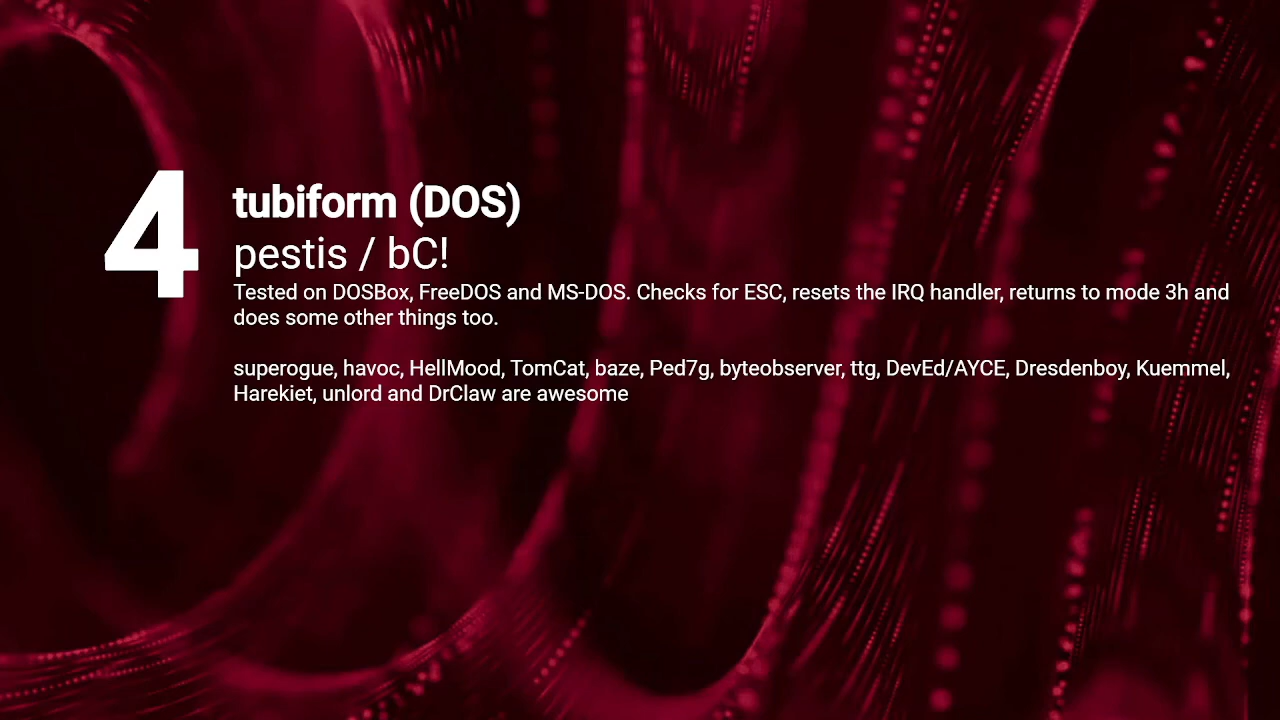 4
tubiform (DOS)
pestis / bC!
Tested on DOSBox, FreeDOS and MS-DOS. Checks for ESC, resets the IRQ handler, returns to mode 3h and
does some other things too.
superogue, havoc, HellMood, TomCat, baze, Ped7g, byteobserver, ttg, DevEd/AYCE, Dresdenboy, Kuemmel,
Harekiet, unlord and DrClaw are awesome